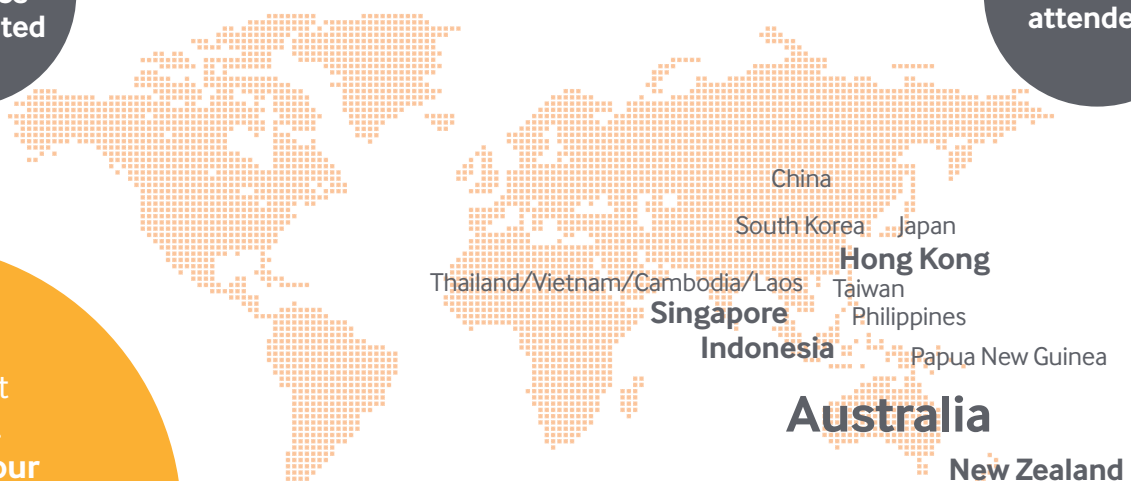 ted
attende
China
South Korea
Japan
Hong Kong
Thailand/Vietnam/Cambodia/Laos
Taiwan
Singapore
Philippines
Indonesia
Papua New Guinea
Australia
our
New Zealand